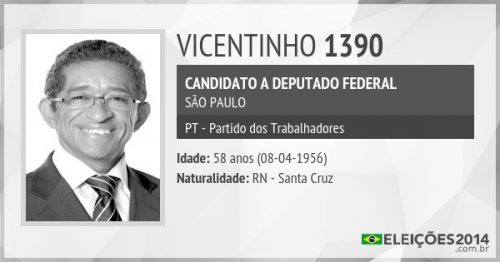 VICENTINHO 1390
CANDIDATO A DEPUTADO FEDERAL
SÃO PAULO
PT - Partido dos Trabalhadores
Idade: 58 anos (08-04-1956)
Naturalidade: RN - Santa Cruz
ELEIÇÕES2014
.com.br